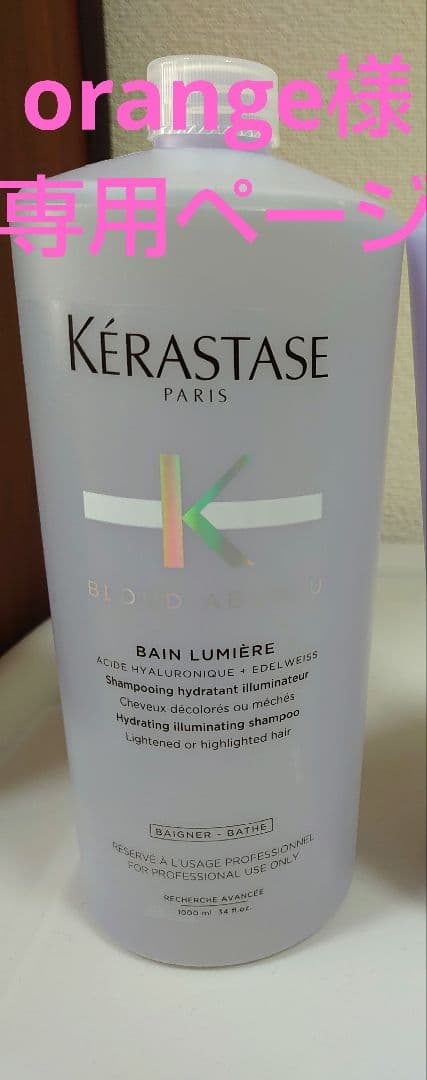 orange様
専用ページ
KÉRASTASE
PARIS
K
BLOND ABSOLU
BAIN LUMIÈRE
ACIDE HYALURONIQUE + EDELWEISS
Shampooing hydratant illuminateur
Cheveux décolorés ou méchés
Hydrating illuminating shampoo
Lightened or highlighted hair
BAIGNER - BATHE
RÉSERVÉ À L'USAGE PROFESSIONNEL
FOR PROFESSIONAL USE ONLY
RECHERCHE AVANCÉE
1000 ml 34 fl.oz.